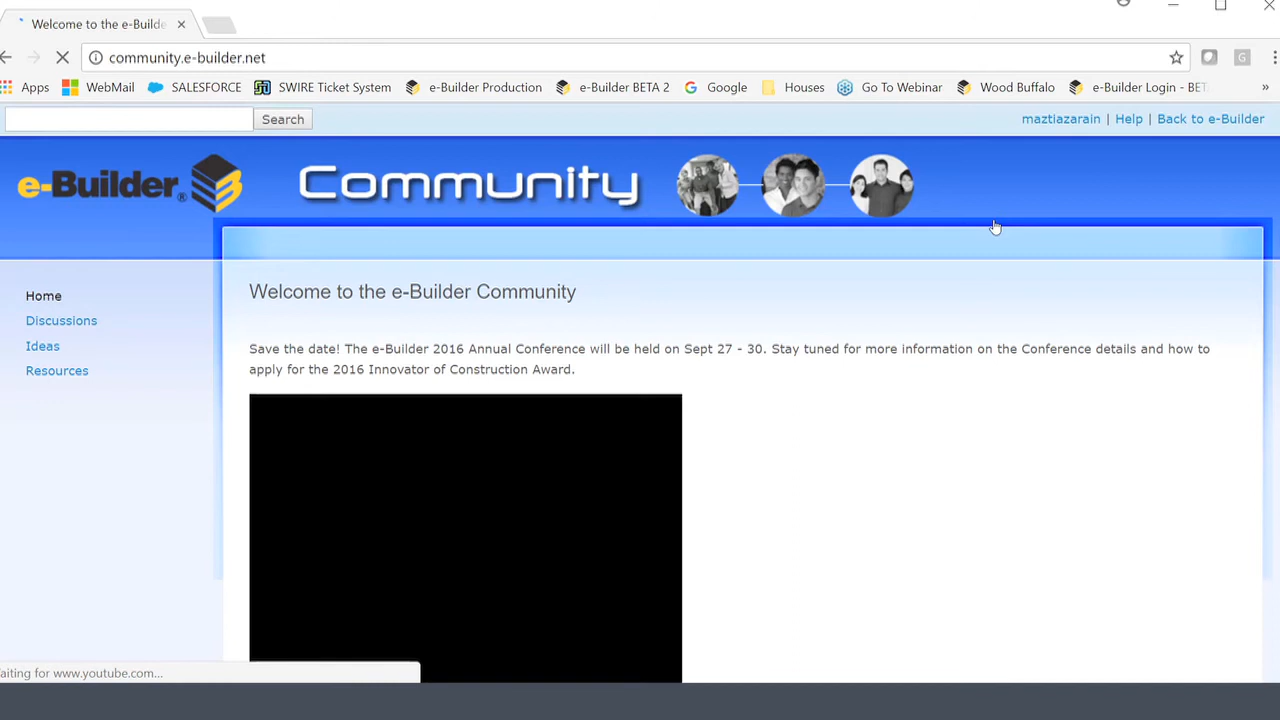 Welcome to the e-Builde
community.e-builder.net
Apps WebMail SALESFORCE SWIRE Ticket System e-Builder Production e-Builder BETA 2 Google Houses Go To Webinar Wood Buffalo e-Builder Login - BET »
Search maztiazarain | Help | Back to e-Builder
e-Builder® Community
Home
Discussions
Ideas
Resources
Welcome to the e-Builder Community
Save the date! The e-Builder 2016 Annual Conference will be held on Sept 27 - 30. Stay tuned for more information on the Conference details and how to
apply for the 2016 Innovator of Construction Award.
aiting for www.youtube.com...